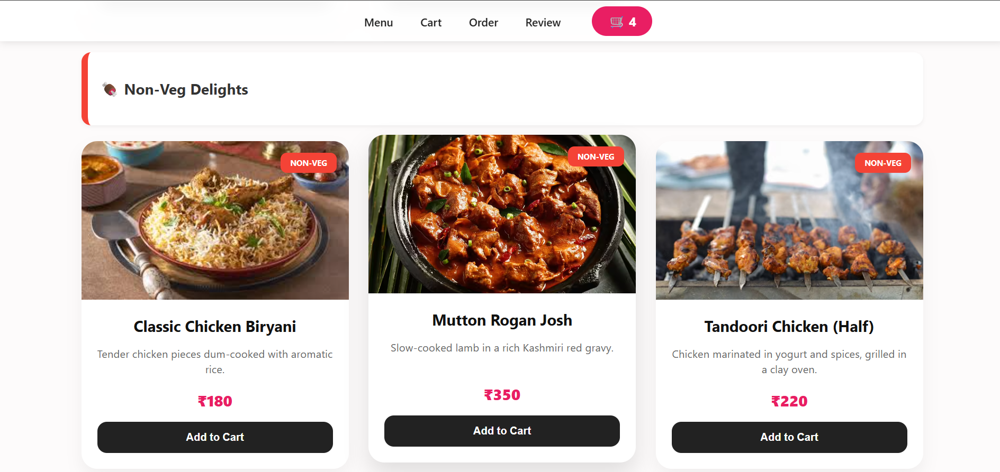 Menu Cart Order Review 4
Non-Veg Delights
NON-VEG
Classic Chicken Biryani
Tender chicken pieces dum-cooked with aromatic
rice.
₹180
Add to Cart
NON-VEG
Mutton Rogan Josh
Slow-cooked lamb in a rich Kashmiri red gravy.
₹350
Add to Cart
NON-VEG
Tandoori Chicken (Half)
Chicken marinated in yogurt and spices, grilled in
a clay oven.
₹220
Add to Cart